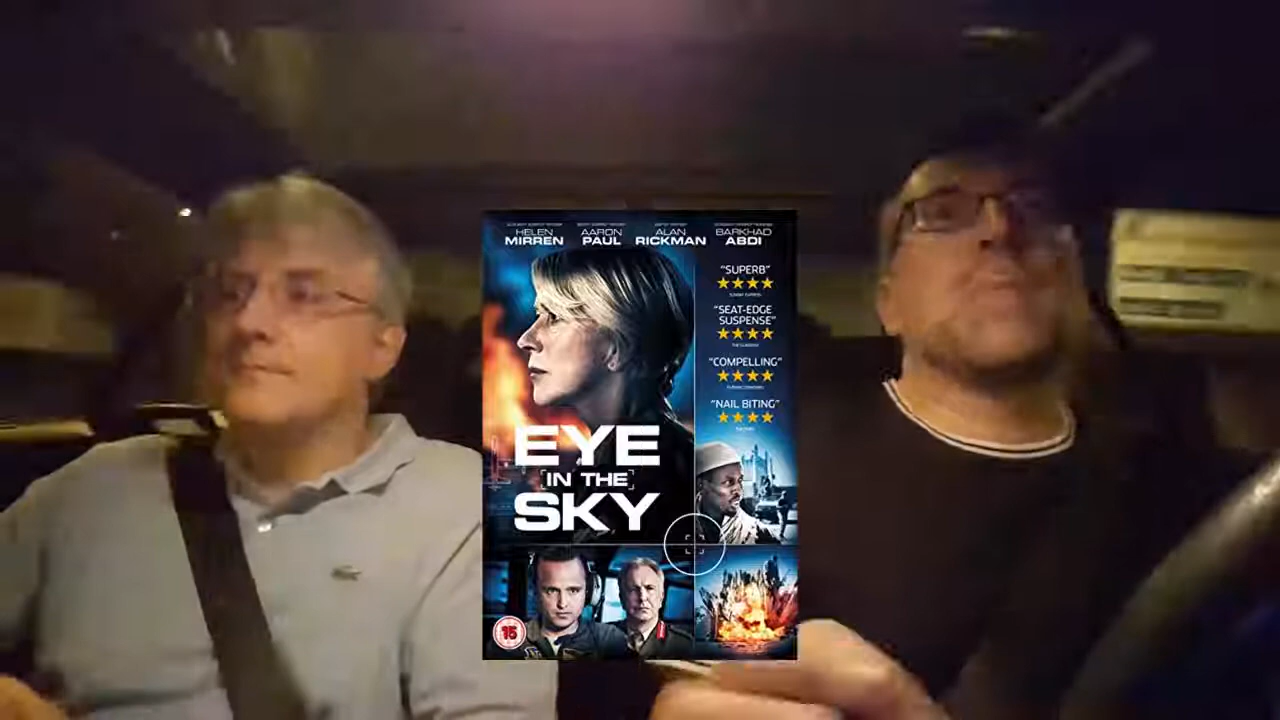 HELEN MIRREN
AARON PAUL
ALAN RICKMAN
BARKHAD ABDI
"SUPERB"
"SEAT-EDGE
SUSPENSE"
"COMPELLING"
"NAIL BITING"
EYE
IN THE
SKY
15